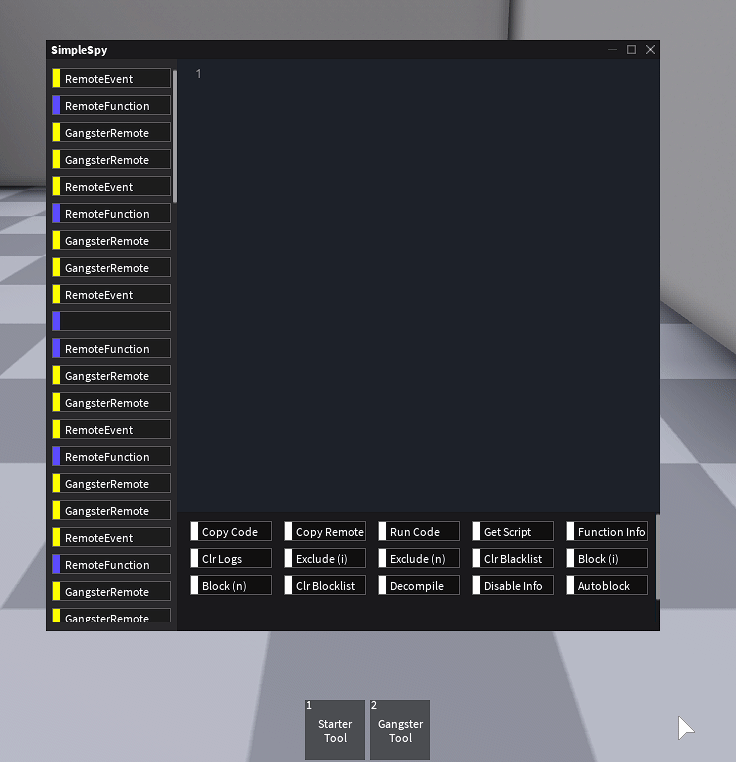 SimpleSpy
RemoteEvent
RemoteFunction
GangsterRemote
GangsterRemote
RemoteEvent
RemoteFunction
GangsterRemote
GangsterRemote
RemoteEvent
RemoteFunction
GangsterRemote
GangsterRemote
RemoteEvent
RemoteFunction
GangsterRemote
GangsterRemote
RemoteEvent
RemoteFunction
GangsterRemote
GangsterRemote
1
Copy Code Copy Remote Run Code Get Script Function Info
Clr Logs Exclude (i) Exclude (n) Clr Blacklist Block (i)
Block (n) Clr Blocklist Decompile Disable Info Autoblock
1 2
Starter Gangster
Tool Tool